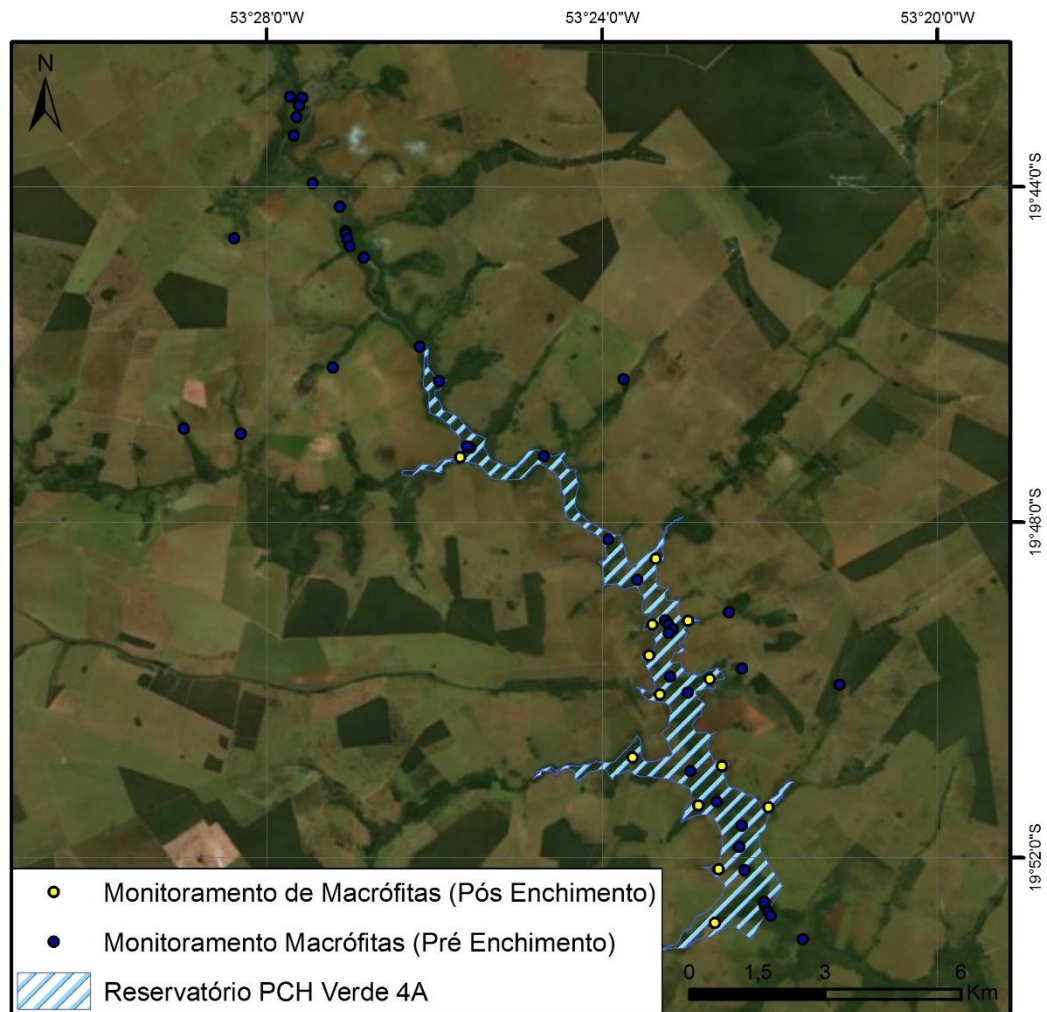 53°28'0"W 53°24'0"W 53°20'0"W
N
19°44'0"S
19°48'0"S
19°52'0"S
Monitoramento de Macrófitas (Pós Enchimento)
Monitoramento Macrófitas (Pré Enchimento)
Reservatório PCH Verde 4A
0 1,5 3 6
Km